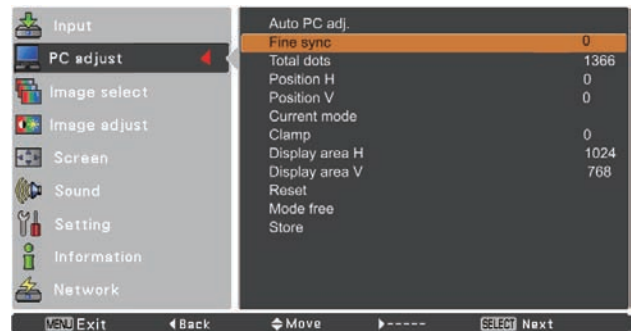 Input
PC adjust
Image select
Image adjust
Screen
Sound
Setting
Information
Network
Auto PC adj.
Fine sync 0
Total dots 1366
Position H 0
Position V 0
Current mode
Clamp 0
Display area H 1024
Display area V 768
Reset
Mode free
Store
MENU Exit Back Move ----- SELECT Next